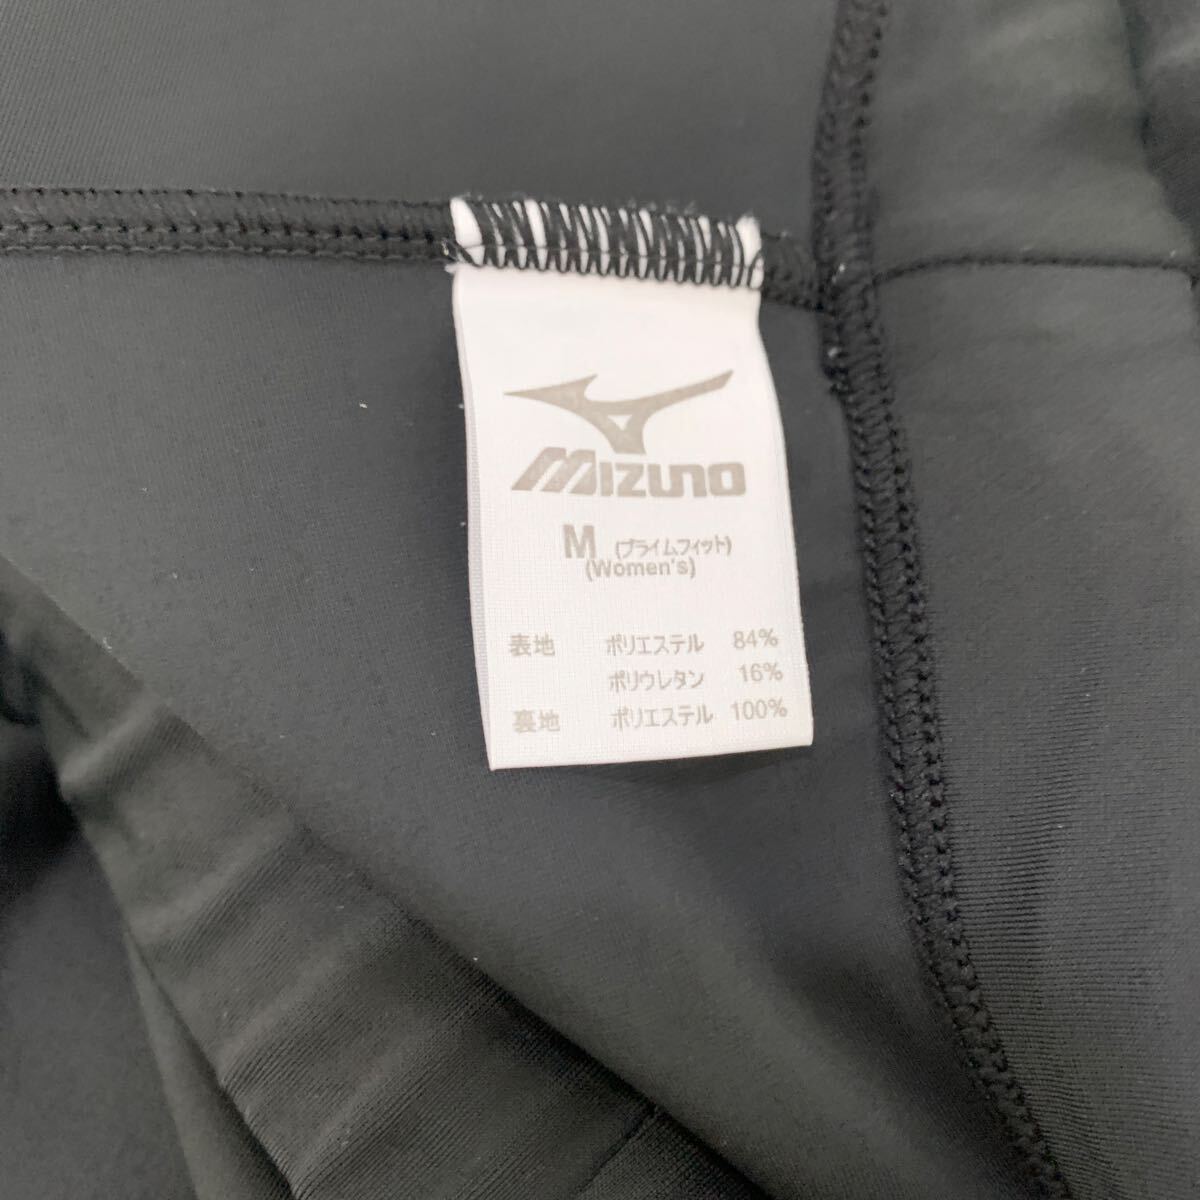 MIZUNO
M (プライムフィット)
(Women's)
表地 ポリエステル 84%
ポリウレタン 16%
裏地 ポリエステル 100%